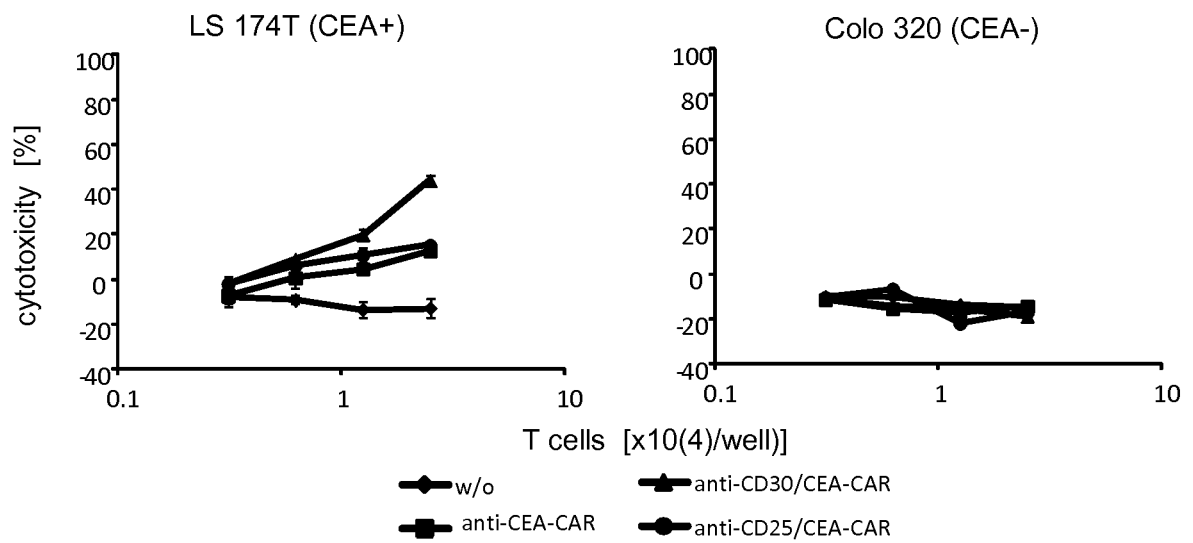 LS 174T (CEA+)
Colo 320 (CEA-)
cytotoxicity [%]
100
80
60
40
20
0
-20
-40
0.1
1
10
100
80
60
40
20
0
-20
-40
0.1
1
10
T cells [x10(4)/well)]
w/o
anti-CD30/CEA-CAR
anti-CEA-CAR
anti-CD25/CEA-CAR